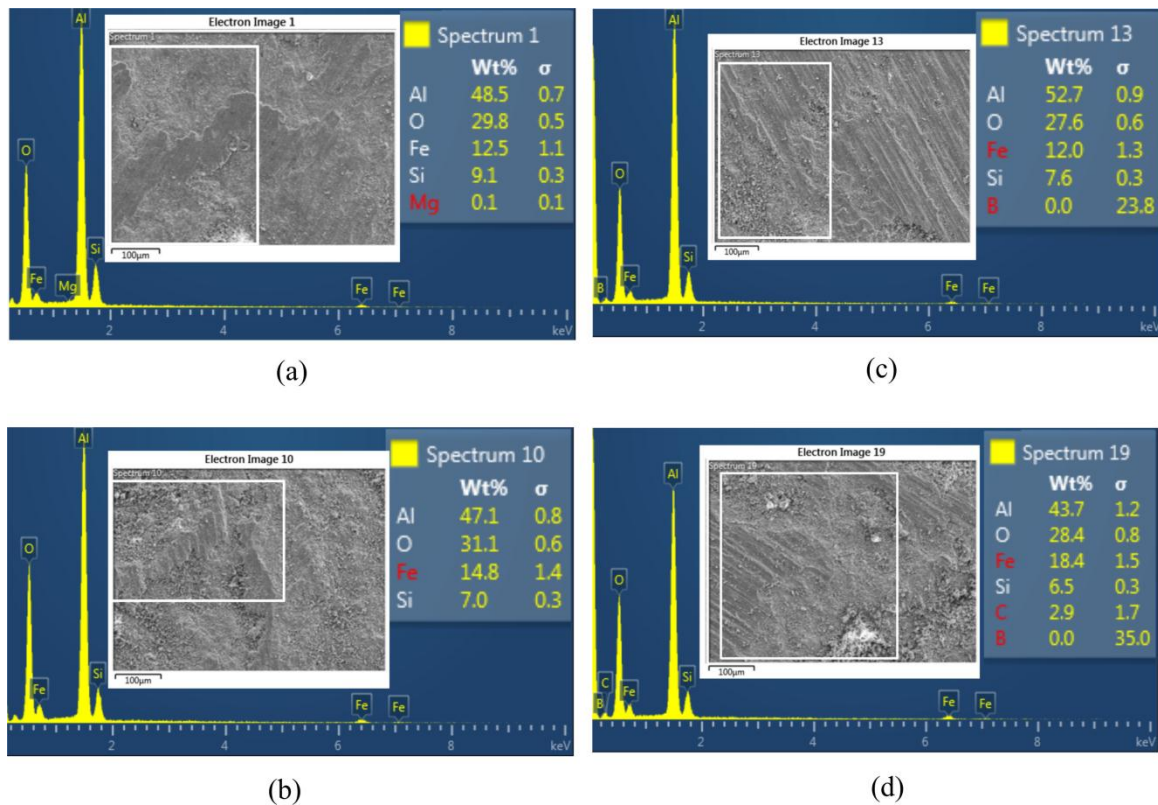 Electron Image 1
Spectrum 1
100µm
Al
O
Fe
Mg
Si
Fe
Fe
2 4 6 8 keV
Spectrum 1
Wt% σ
Al 48.5 0.7
O 29.8 0.5
Fe 12.5 1.1
Si 9.1 0.3
Mg 0.1 0.1
(a)
Electron Image 13
Spectrum 13
100µm
Al
O
B
Fe
Si
Fe
Fe
2 4 6 8 keV
Spectrum 13
Wt% σ
Al 52.7 0.9
O 27.6 0.6
Fe 12.0 1.3
Si 7.6 0.3
B 0.0 23.8
(c)
Electron Image 10
Spectrum 10
100µm
Al
O
Fe
Si
Fe
Fe
2 4 6 8 keV
Spectrum 10
Wt% σ
Al 47.1 0.8
O 31.1 0.6
Fe 14.8 1.4
Si 7.0 0.3
(b)
Electron Image 19
Spectrum 19
100µm
Al
O
B
C
Fe
Si
Fe
Fe
2 4 6 8 keV
Spectrum 19
Wt% σ
Al 43.7 1.2
O 28.4 0.8
Fe 18.4 1.5
Si 6.5 0.3
C 2.9 1.7
B 0.0 35.0
(d)